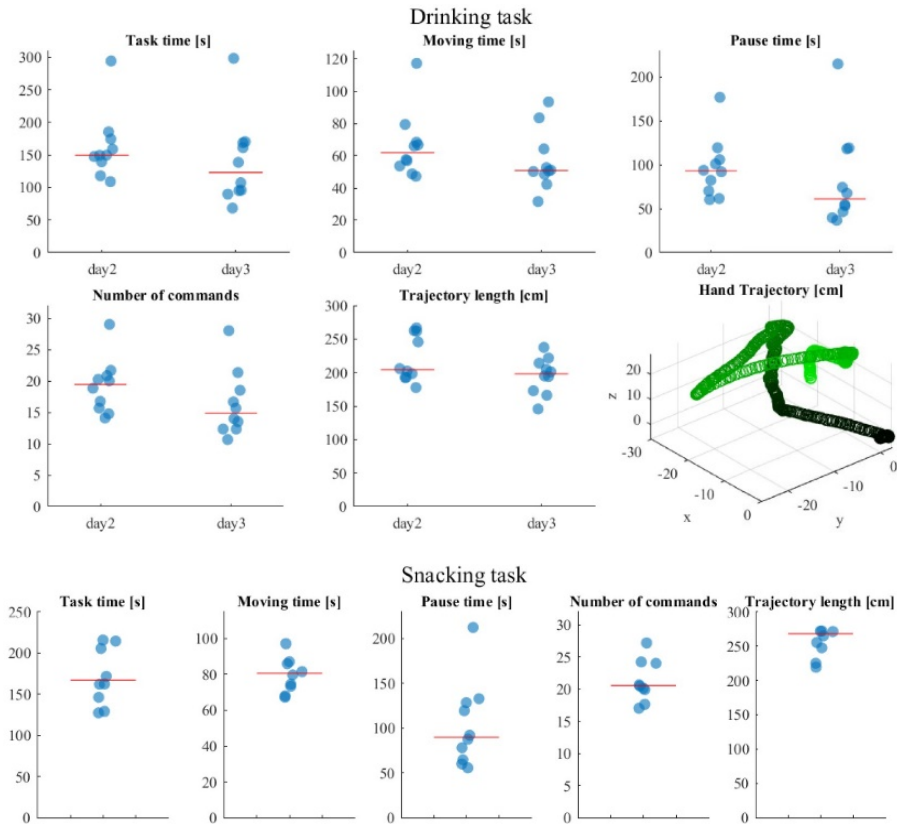 Drinking task
Task time [s]
Moving time [s]
Pause time [s]
300
250
200
150
100
50
0
day2
day3
120
100
80
60
40
20
0
day2
day3
200
150
100
50
0
day2
day3
Number of commands
Trajectory length [cm]
Hand Trajectory [cm]
30
25
20
15
10
5
0
day2
day3
300
250
200
150
100
50
0
day2
day3
z
20
10
0
-30
-20
-10
0
x
-20
-10
0
y
Snacking task
Task time [s]
Moving time [s]
Pause time [s]
Number of commands
Trajectory length [cm]
250
200
150
100
50
0
100
80
60
40
20
0
200
150
100
50
0
30
25
20
15
10
5
0
300
250
200
150
100
50
0